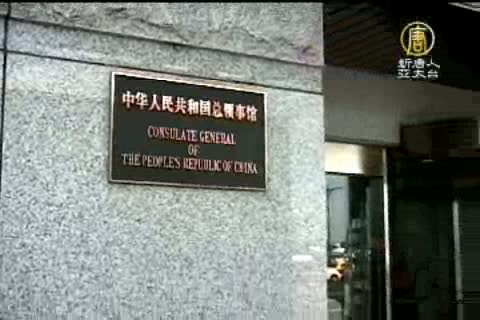 唐
新唐人
亞太台
中华人民共和国总领事馆
CONSULATE GENERAL
OF
THE PEOPLE'S REPUBLIC OF CHINA